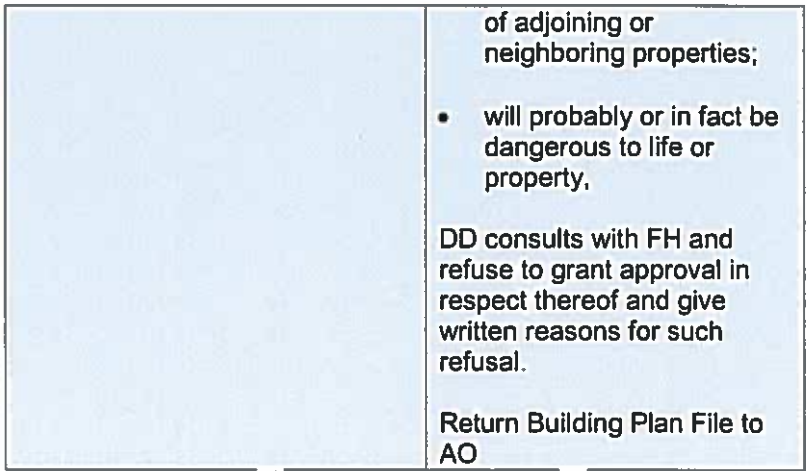 of adjoining or
neighboring properties;
• will probably or in fact be
dangerous to life or
property,
DD consults with FH and
refuse to grant approval in
respect thereof and give
written reasons for such
refusal.
Return Building Plan File to
AO